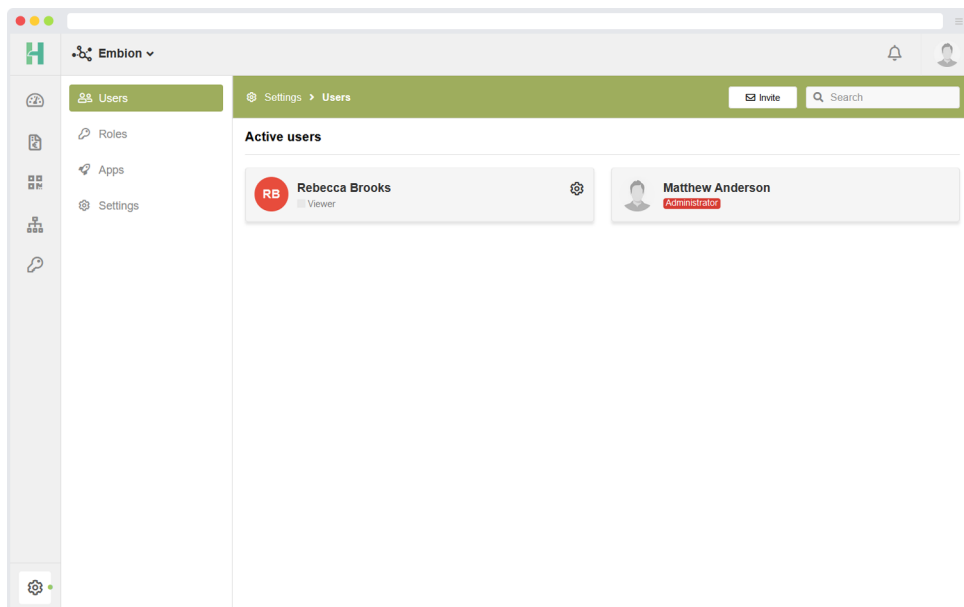 Embion
Users
Roles
Apps
Settings
Settings > Users
Invite
Search
Active users
RB
Rebecca Brooks
Viewer
Matthew Anderson
Administrator